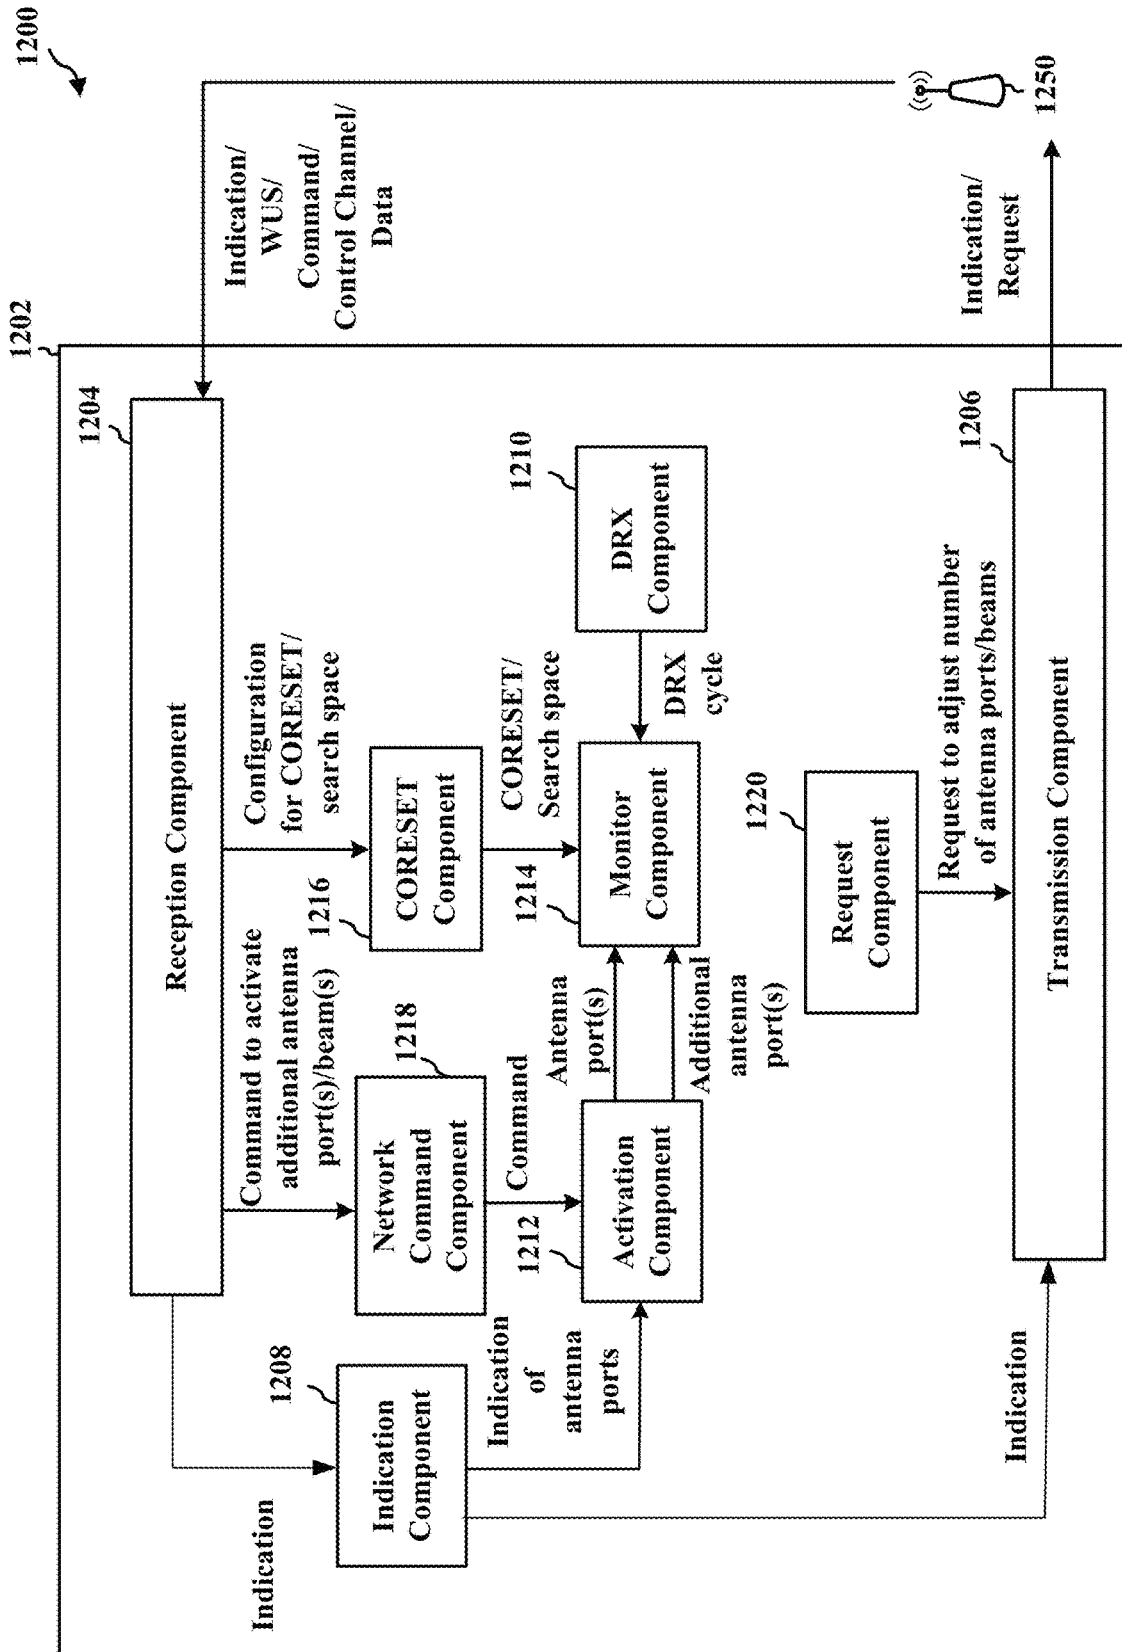 1200
1202
Indication/
WUS/
Command/
Control Channel/
Data
1250
Indication/
Request
1204
Reception Component
Indication
Command to activate
additional antenna
port(s)/beam(s)
Configuration
for CORESET/
search space
1208
Indication
Component
1218
Network
Command
Component
1216
CORESET
Component
1210
DRX
Component
Indication
of
antenna
ports
Command
CORESET/
Search space
DRX
cycle
1212
Activation
Component
Antenna
port(s)
Additional
antenna
port(s)
1214
Monitor
Component
1220
Request
Component
Request to adjust number
of antenna ports/beams
Indication
1206
Transmission Component